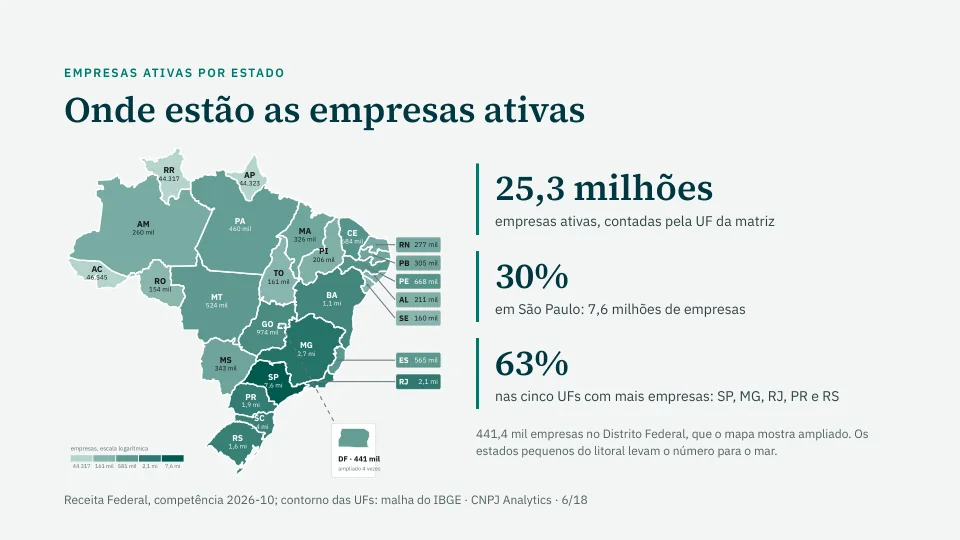 EMPRESAS ATIVAS POR ESTADO
Onde estão as empresas ativas
RR
44.317
AP
44.323
AM
260 mil
PA
460 mil
MA
326 mil
CE
684 mil
PI
206 mil
RN 277 mil
PB 305 mil
PE 668 mil
AL 211 mil
SE 160 mil
AC
46.545
RO
154 mil
TO
161 mil
MT
524 mil
BA
1,1 mi
GO
974 mil
MG
2,7 mi
ES 565 mil
RJ 2,1 mi
MS
343 mil
SP
7,6 mi
PR
1,9 mi
SC
RS
1,6 mi
DF · 441 mil
ampliado 4 vezes
empresas, escala logarítmica
44.317 161 mil 581 mil 2,1 mi 7,6 mi
25,3 milhões
empresas ativas, contadas pela UF da matriz
30%
em São Paulo: 7,6 milhões de empresas
63%
nas cinco UFs com mais empresas: SP, MG, RJ, PR e RS
441,4 mil empresas no Distrito Federal, que o mapa mostra ampliado. Os
estados pequenos do litoral levam o número para o mar.
Receita Federal, competência 2026-10; contorno das UFs: malha do IBGE · CNPJ Analytics · 6/18